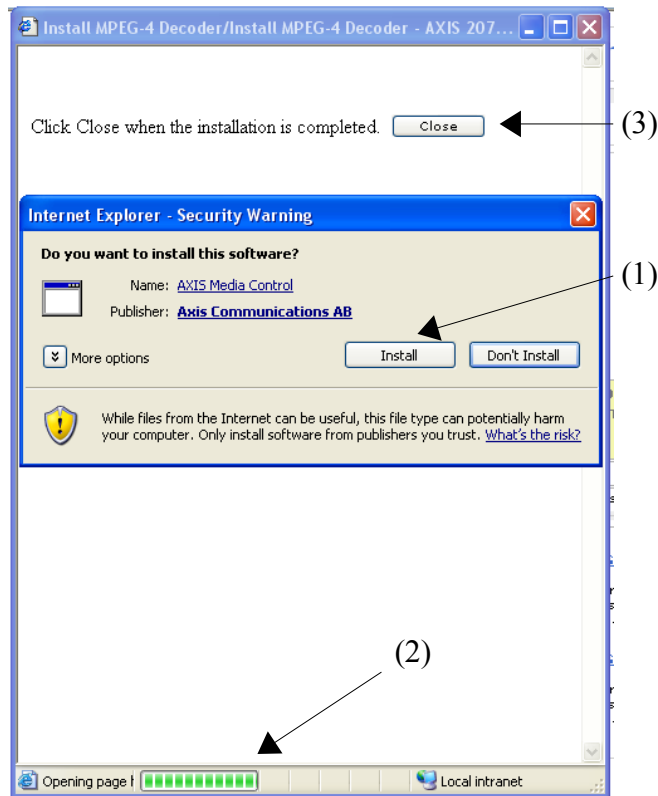 Install MPEG-4 Decoder/Install MPEG-4 Decoder - AXIS 207...
Click Close when the installation is completed. Close
(3)
Internet Explorer - Security Warning
Do you want to install this software?
Name: AXIS Media Control
(1)
Publisher: Axis Communications AB
More options Install Don't Install
While files from the Internet can be useful, this file type can potentially harm
your computer. Only install software from publishers you trust. What's the risk?
(2)
Opening page Local intranet